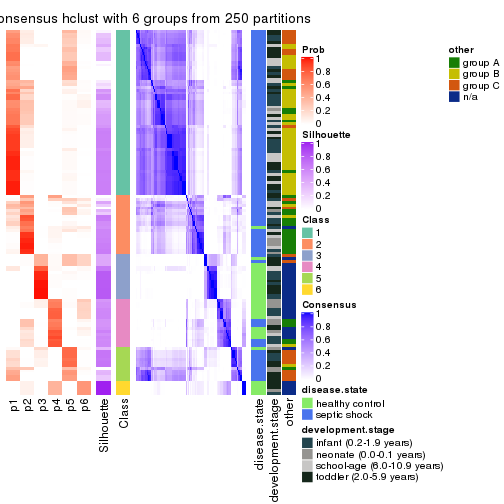 onsensus hclust with 6 groups from 250 partitions
Prob
1
0.8
0.6
0.4
0.2
0
Silhouette
1
0.8
0.6
0.4
0.2
0
Class
1
2
3
4
5
6
Consensus
1
0.8
0.6
0.4
0.2
0
disease.state
healthy control
septic shock
development.stage
infant (0.2-1.9 years)
neonate (0.0-0.1 years)
school-age (6.0-10.9 years)
toddler (2.0-5.9 years)
other
group A
group B
group C
n/a
p1
p2
p3
p4
p5
p6
Silhouette
Class
disease.state
development.stage
other